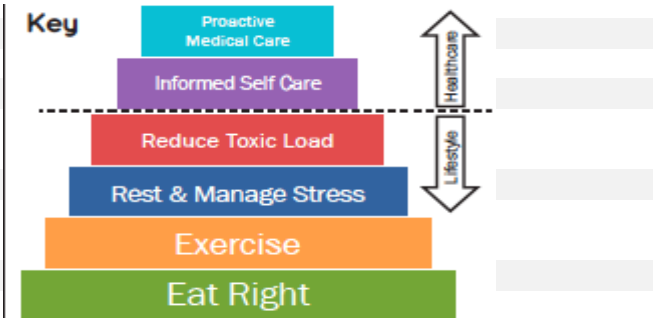 Key
Proactive
Medical Care
Informed Self Care
Healthcare
Reduce Toxic Load
Lifestyle
Rest & Manage Stress
Exercise
Eat Right